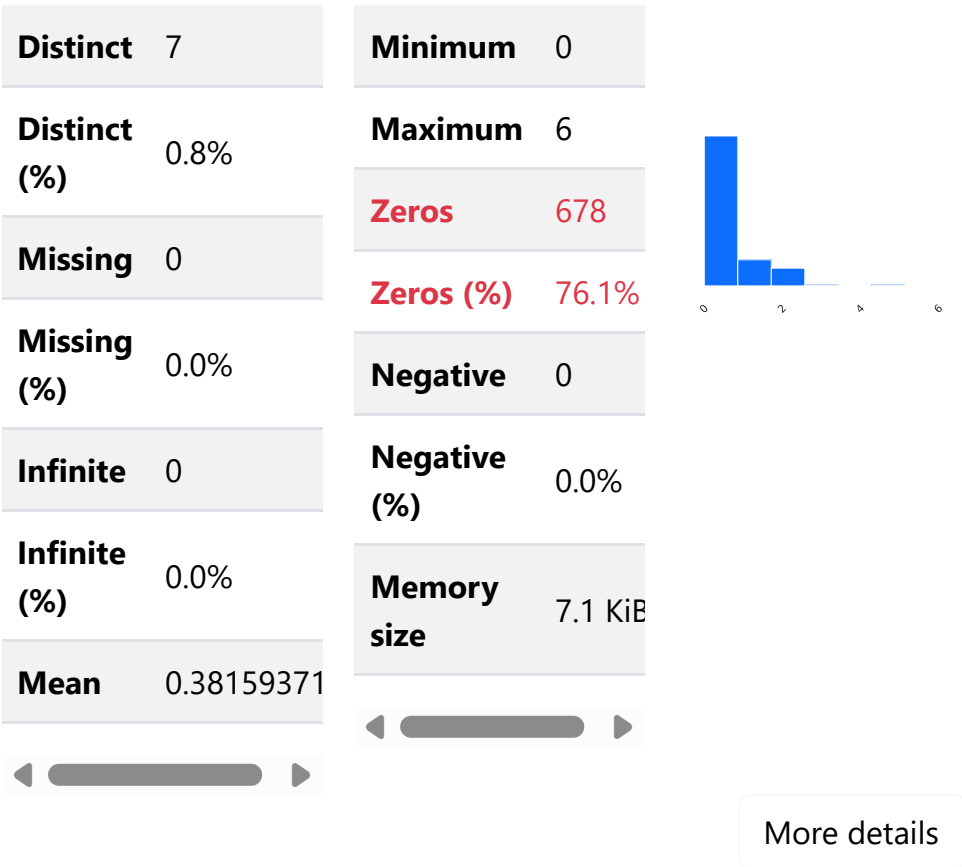 Distinct 7
Distinct (%) 0.8%
Missing 0
Missing (%) 0.0%
Infinite 0
Infinite (%) 0.0%
Mean 0.38159371
Minimum 0
Maximum 6
Zeros 678
Zeros (%) 76.1%
Negative 0
Negative (%) 0.0%
Memory size 7.1 KiB
0 2 4 6
More details